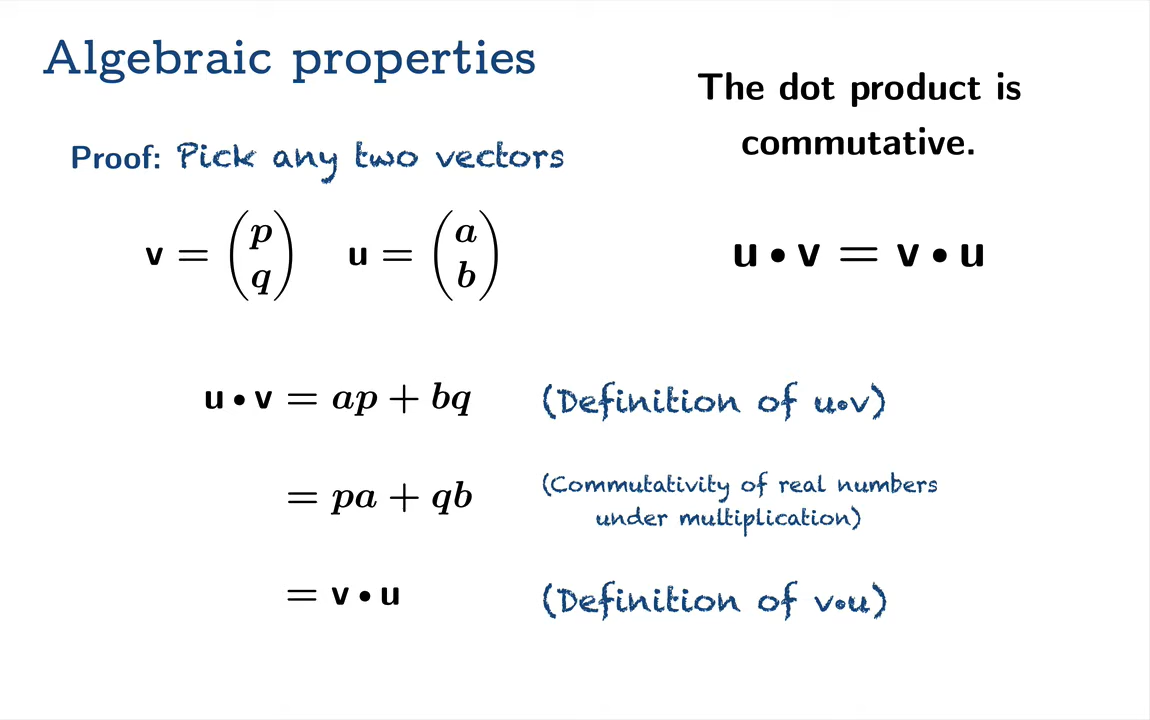 Algebraic properties
The dot product is
commutative.
Proof: Pick any two vectors
v = (p q) u = (a b)
u • v = v • u
u • v = ap + bq (Definition of u•v)
= pa + qb (Commutativity of real numbers
under multiplication)
= v • u (Definition of v•u)